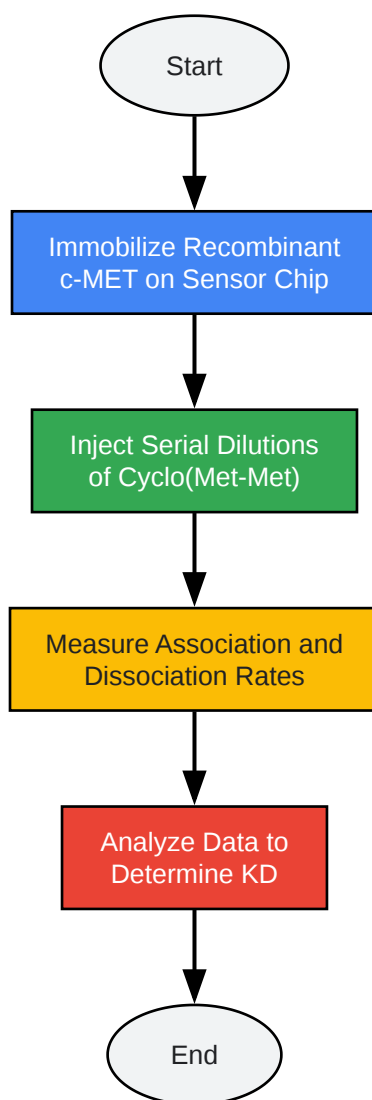 Start
Immobilize Recombinant
c-MET on Sensor Chip
Inject Serial Dilutions
of Cyclo(Met-Met)
Measure Association and
Dissociation Rates
Analyze Data to
Determine KD
End